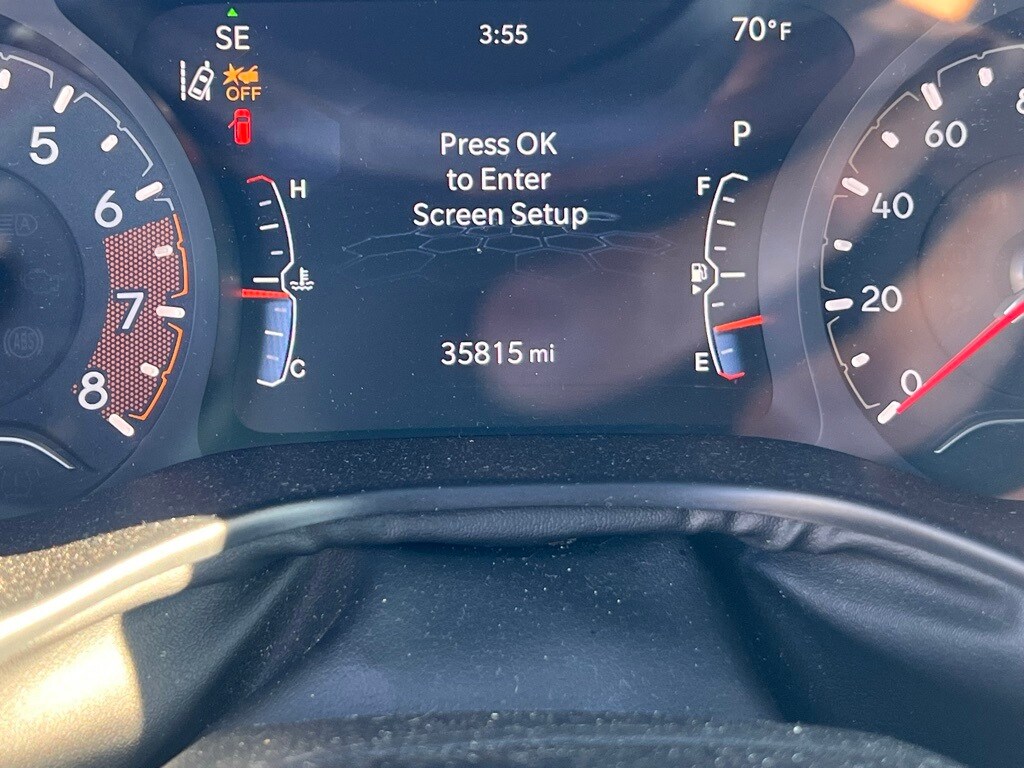 SE
3:55
70°F
OFF
Press OK
to Enter
Screen Setup
P
H
C
F
E
35815 mi
5
6
7
8
ABS
A
60
40
20
0